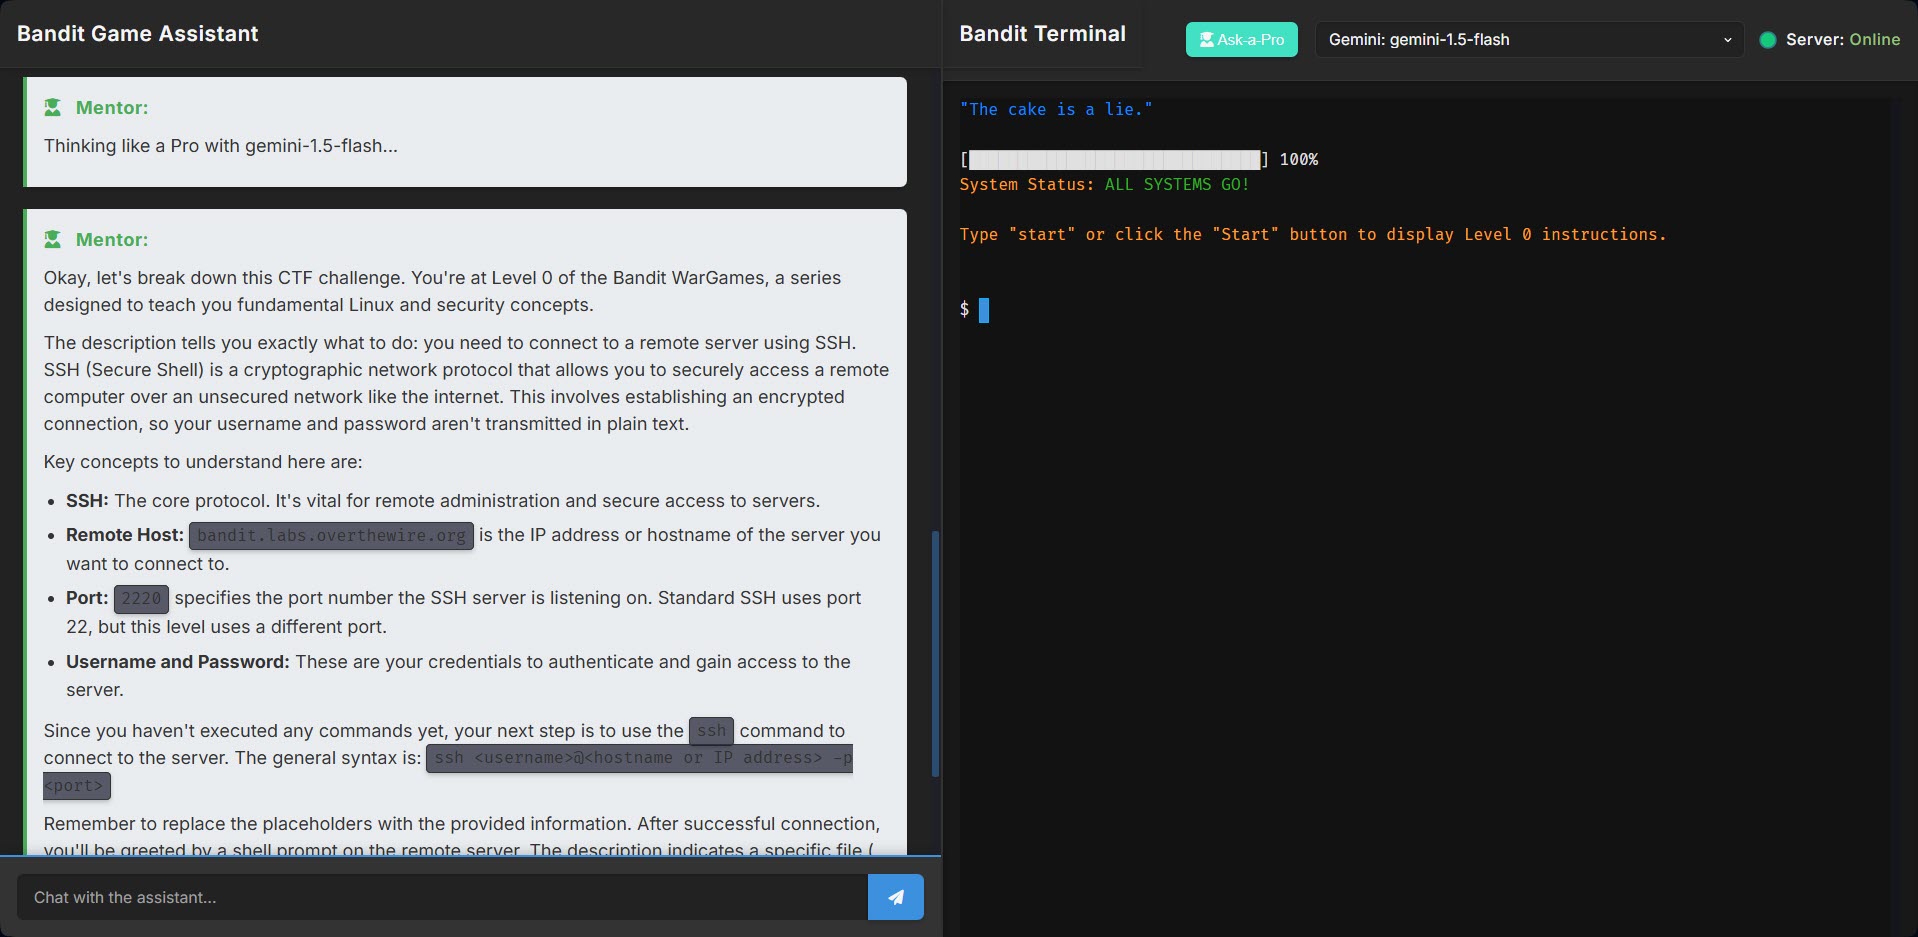 Bandit Game Assistant
Mentor:
Thinking like a Pro with gemini-1.5-flash...
Mentor:
Okay, let's break down this CTF challenge. You're at Level 0 of the Bandit WarGames, a series
designed to teach you fundamental Linux and security concepts.
The description tells you exactly what to do: you need to connect to a remote server using SSH.
SSH (Secure Shell) is a cryptographic network protocol that allows you to securely access a remote
computer over an unsecured network like the internet. This involves establishing an encrypted
connection, so your username and password aren't transmitted in plain text.
Key concepts to understand here are:
• SSH: The core protocol. It's vital for remote administration and secure access to servers.
• Remote Host: bandit.labs.overthewire.org is the IP address or hostname of the server you
want to connect to.
• Port: 2220 specifies the port number the SSH server is listening on. Standard SSH uses port
22, but this level uses a different port.
• Username and Password: These are your credentials to authenticate and gain access to the
server.
Since you haven't executed any commands yet, your next step is to use the ssh command to
connect to the server. The general syntax is: ssh <username>@<hostname or IP address> -p
<port>
Remember to replace the placeholders with the provided information. After successful connection,
you'll be greeted by a shell prompt on the remote server. The description indicates a specific file (
Chat with the assistant...
Bandit Terminal
Ask-a-Pro
Gemini: gemini-1.5-flash
Server: Online
"The cake is a lie."
[██████████████████████████████] 100%
System Status: ALL SYSTEMS GO!
Type "start" or click the "Start" button to display Level 0 instructions.
$